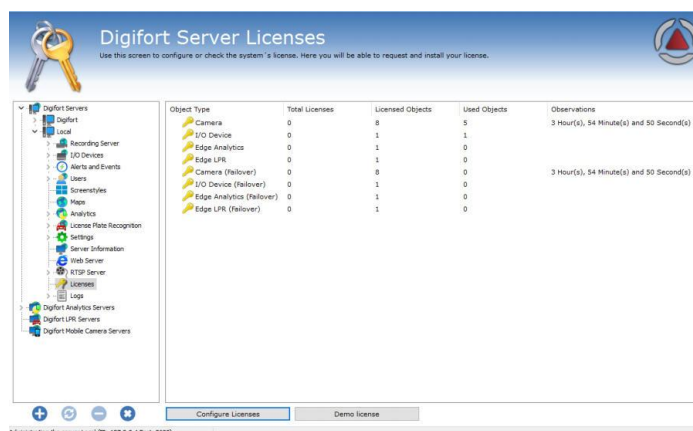 Digifort Server Licenses
Use this screen to configure or check the system´s license. Here you will be able to request and install your license.
Digifort Servers
Digifort
Local
Recording Server
I/O Devices
Alerts and Events
Users
Screenstyles
Maps
Analytics
License Plate Recognition
Settings
Server Information
Web Server
RTSP Server
Licenses
Logs
Digifort Analytics Servers
Digifort LPR Servers
Digifort Mobile Camera Servers
Object Type Total Licenses Licensed Objects Used Objects Observations
Camera 0 8 5 3 Hour(s), 54 Minute(s) and 50 Second(s)
I/O Device 0 1 1
Edge Analytics 0 1 0
Edge LPR 0 1 0
Camera (Failover) 0 8 0 3 Hour(s), 54 Minute(s) and 50 Second(s)
I/O Device (Failover) 0 1 0
Edge Analytics (Failover) 0 1 0
Edge LPR (Failover) 0 1 0
Configure Licenses Demo license